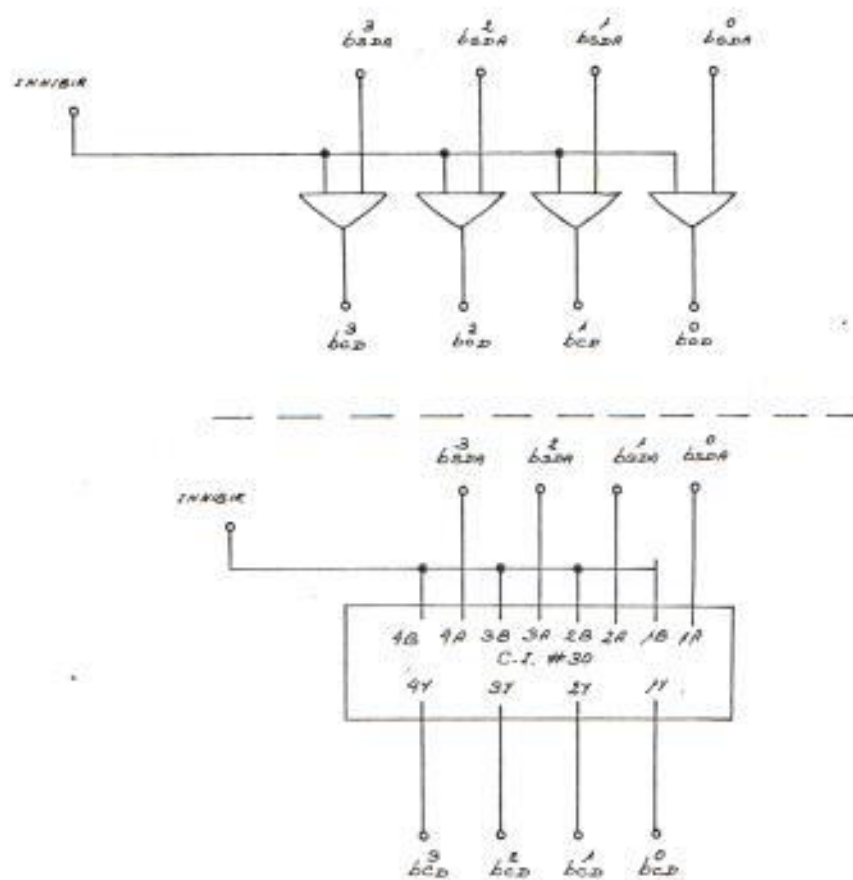 3 2 1 0
bSDA bSDA bSDA bSDA
INHIBIR
3 2 1 0
bCD bCD bCD bCD
3 2 1 0
bSDA bSDA bSDA bSDA
INHIBIR
4B 4A 3B 3A 2B 2A 1B 1A
C.I. #30
4Y 3Y 2Y 1Y
3 2 1 0
bCD bCD bCD bCD